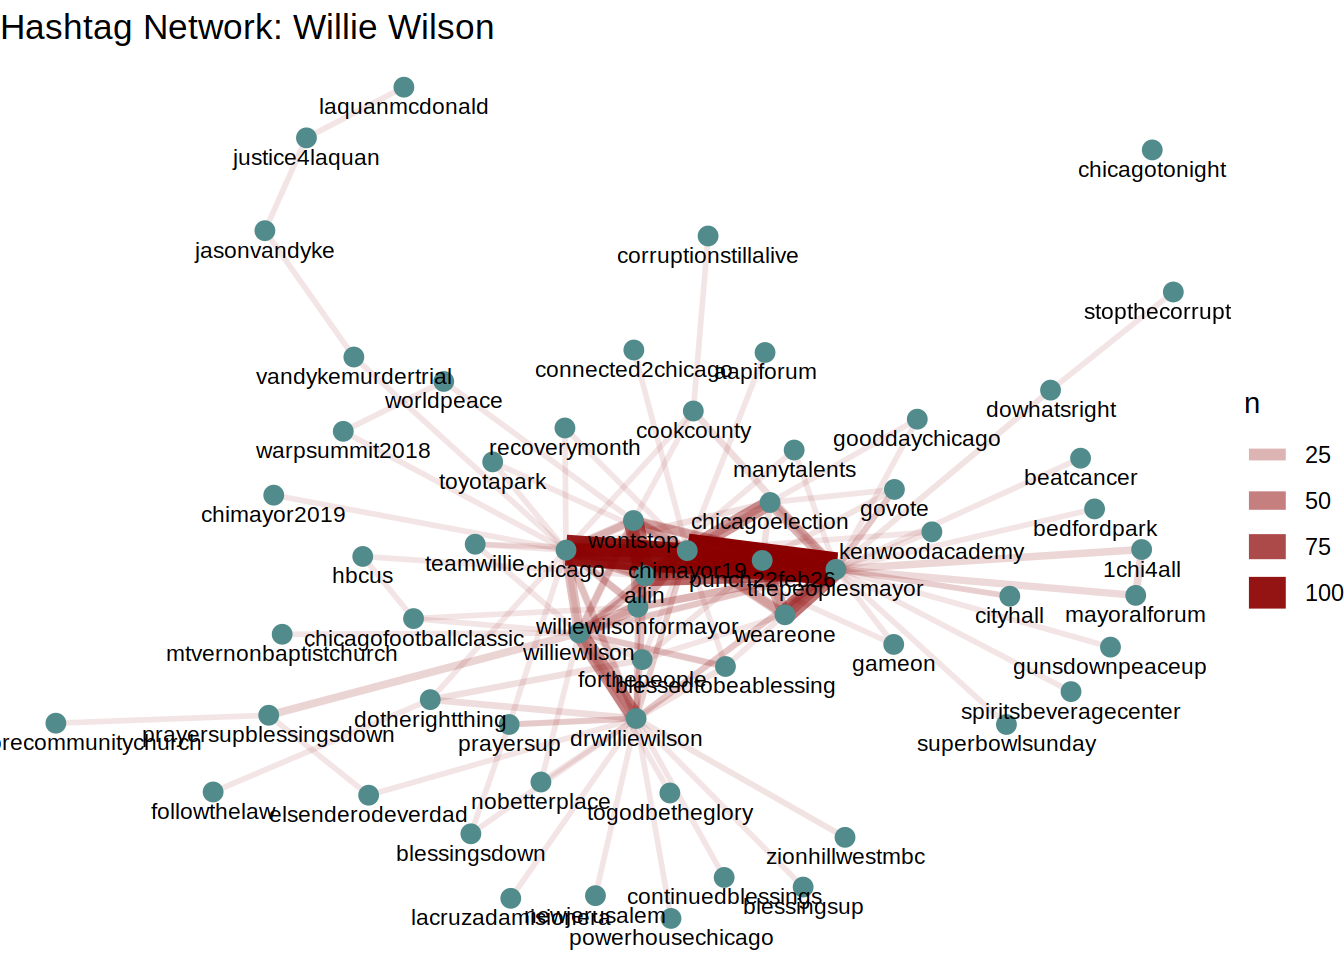 Hashtag Network: Willie Wilson
laquanmcdonald
justice4laquan
chicagotonight
jasonvandyke
corruptionstillalive
stopthecorrupt
connected2chicago
aapiforum
vandykemurdertrial
worldpeace
dowhatsright
n
cookcounty
gooddaychicago
warpsummit2018
recoverymonth
25
manytalents
beatcancer
toyotapark
50
chimayor2019
govote
chicagoelection
bedfordpark
wontstop
kenwoodacademy
75
teamwillie
chicago
chimayor19
1chi4all
hbcus
punch22feb26
thepeoplesmayor
100
allin
cityhall
mayoralforum
williewilsonformayor
weareone
chicagofootballclassic
mtvernonbaptistchurch
williewilson
gameon
gunsdownpeaceup
forthepeople
blessedtobeablessing
spiritsbeveragecenter
dotherightthing
prayersupblessingsdown
prayersup
drwilliewilson
superbowlsunday
recommunitychurch
nobetterplace
followthelaw
elsenderodeverdad
togodbetheglory
blessingsdown
zionhillwestmbc
continuedblessings
blessingsup
lacruzadamisionera
newjerusalem
powerhousechicago